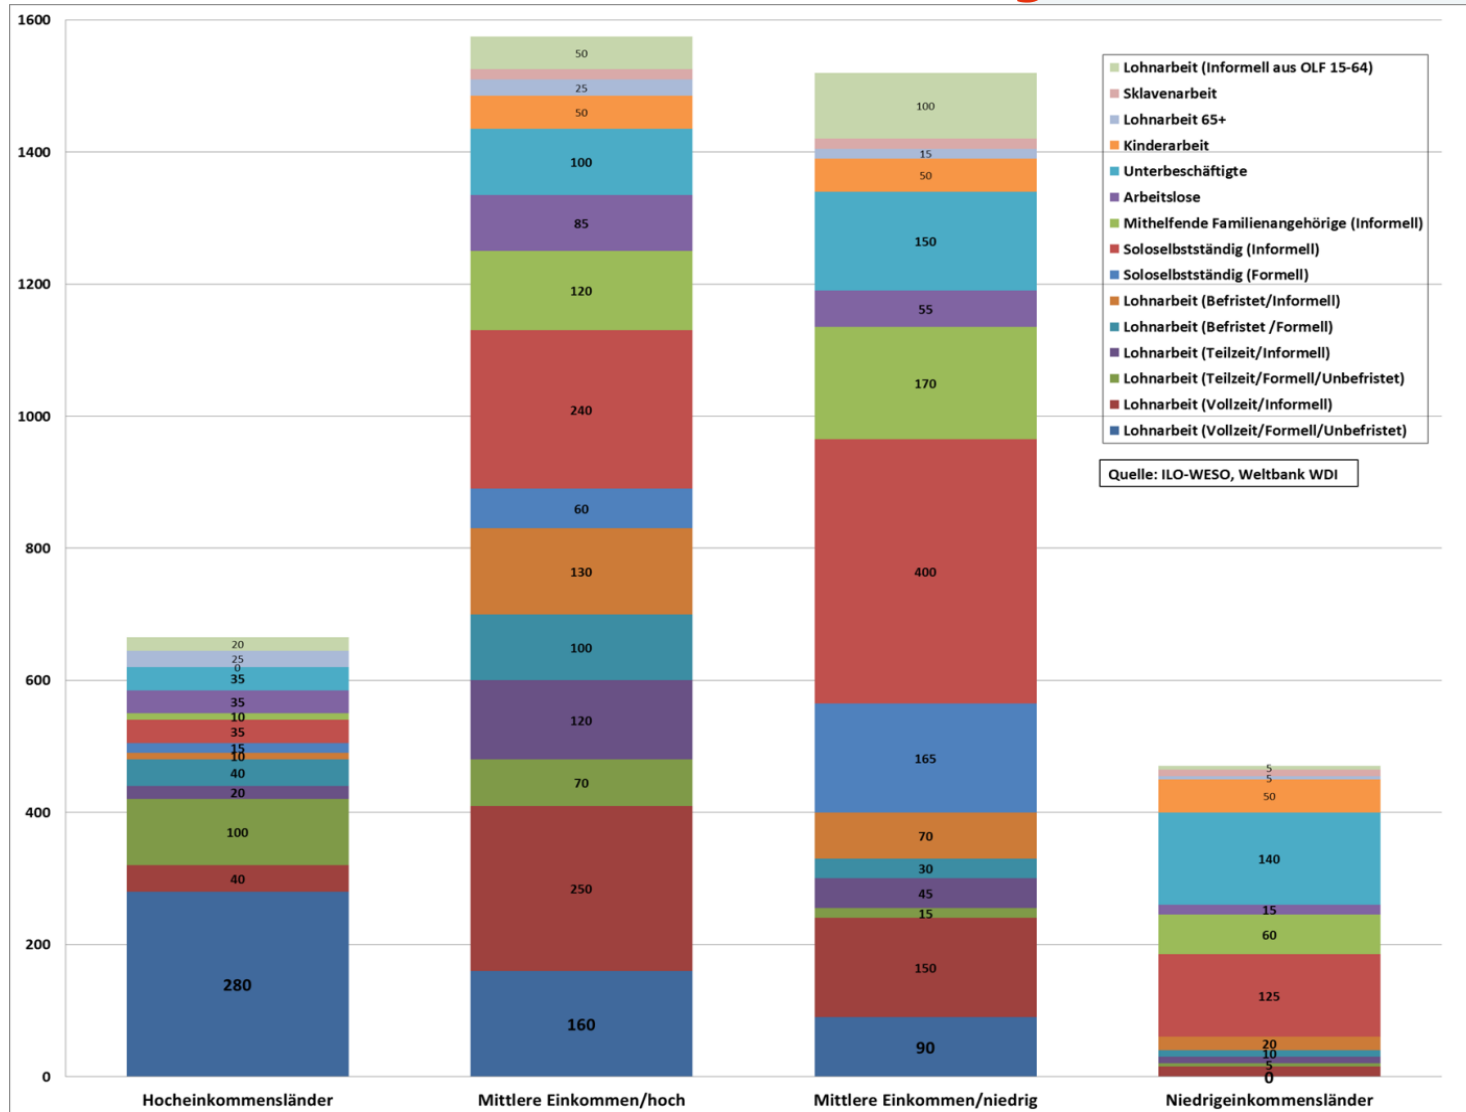 g
1600
1400
1200
1000
800
600
400
200
0
20
25
0
35
35
10
35
15
10
40
20
100
40
280
Hocheinkommensländer
50
25
50
100
85
120
240
60
130
100
120
70
250
160
Mittlere Einkommen/hoch
100
15
50
150
55
170
400
165
70
30
45
15
150
90
Mittlere Einkommen/niedrig
5
5
50
140
15
60
125
20
10
5
0
Niedrigeinkommensländer
Lohnarbeit (Informell aus OLF 15-64)
Sklavenarbeit
Lohnarbeit 65+
Kinderarbeit
Unterbeschäftigte
Arbeitslose
Mithelfende Familienangehörige (Informell)
Soloselbstständig (Informell)
Soloselbstständig (Formell)
Lohnarbeit (Befristet/Informell)
Lohnarbeit (Befristet /Formell)
Lohnarbeit (Teilzeit/Informell)
Lohnarbeit (Teilzeit/Formell/Unbefristet)
Lohnarbeit (Vollzeit/Informell)
Lohnarbeit (Vollzeit/Formell/Unbefristet)
Quelle: ILO-WESO, Weltbank WDI